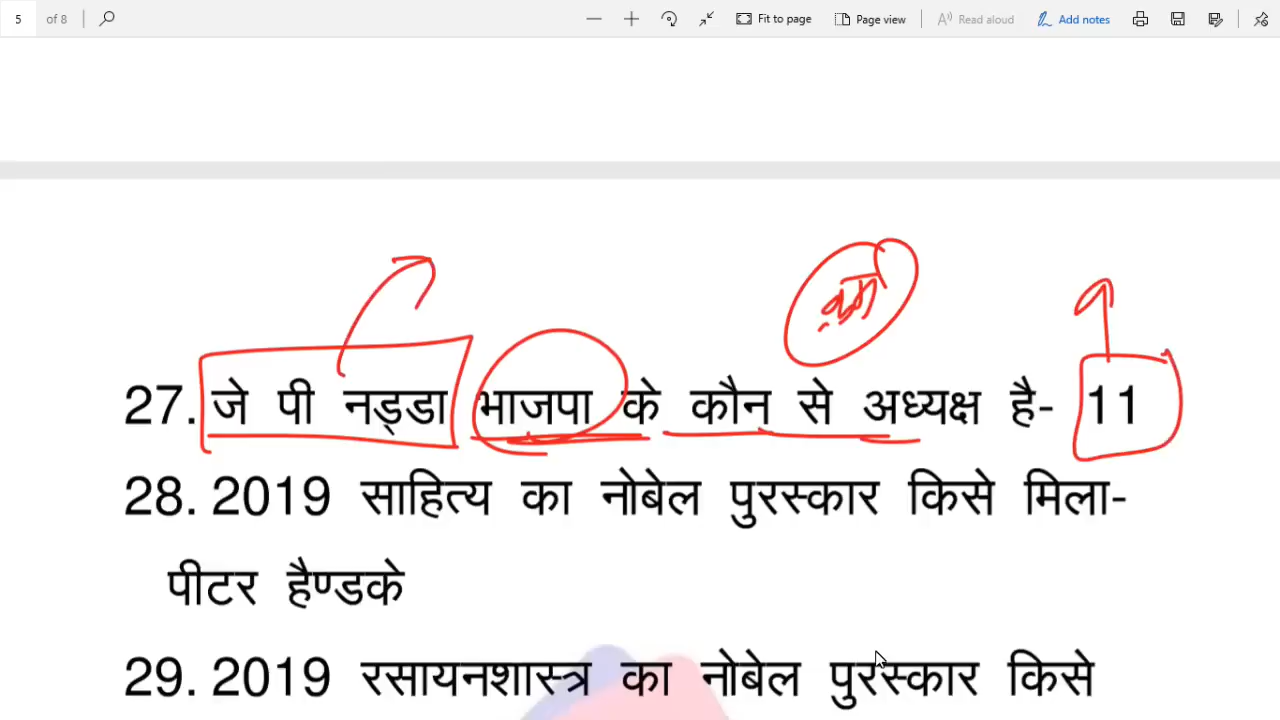 5 of 8 Fit to page Page view Read aloud Add notes
27. जे पी नड्डा भाजपा के कौन से अध्यक्ष है- 11
28. 2019 साहित्य का नोबेल पुरस्कार किसे मिला-
पीटर हैण्डके
29. 2019 रसायनशास्त्र का नोबेल पुरस्कार किसे